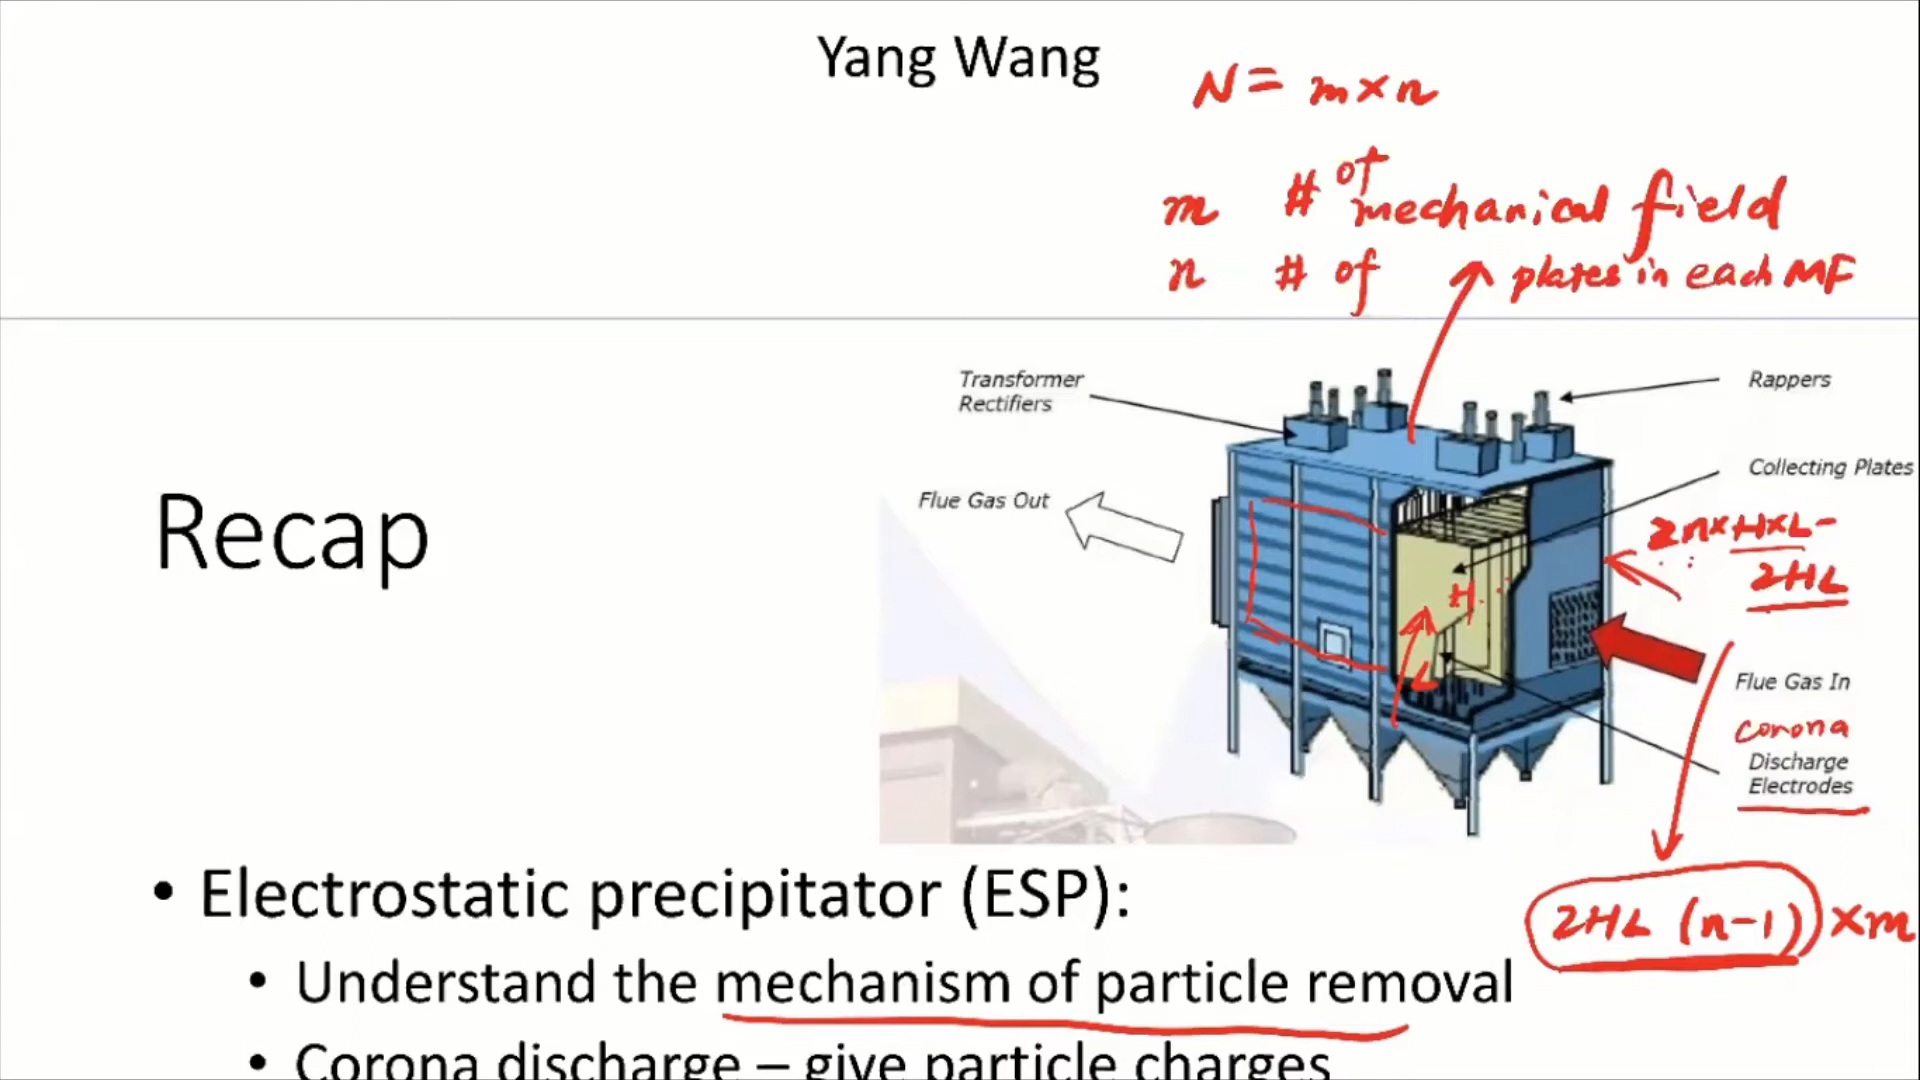 Yang Wang
N = m×n
m # of mechanical field
n # of plates in each MF
Transformer
Rectifiers
Rappers
Collecting Plates
Flue Gas Out
2n×H×L-
2HL
Recap
H
L
Flue Gas In
corona
Discharge
Electrodes
• Electrostatic precipitator (ESP):
2HL (n-1) ×m
• Understand the mechanism of particle removal
• Corona discharge – give particle charges